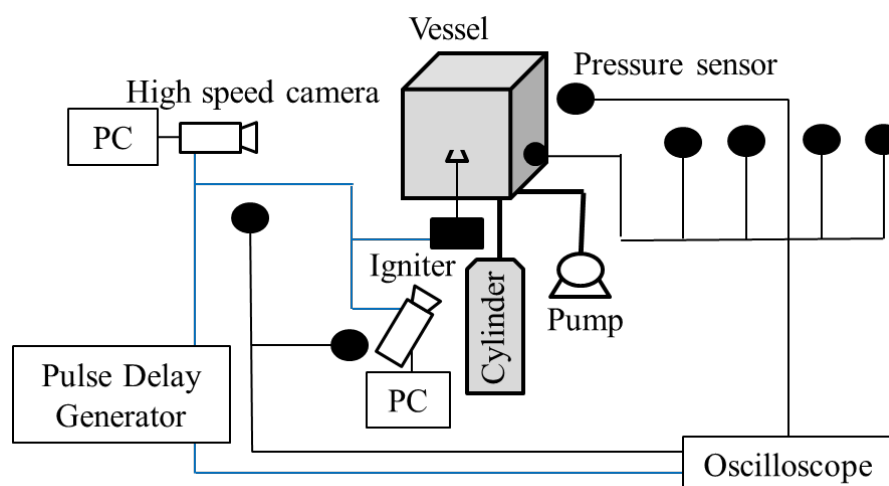 Vessel
Pressure sensor
High speed camera
PC
Igniter
Cylinder
Pump
Pulse Delay
Generator
PC
Oscilloscope